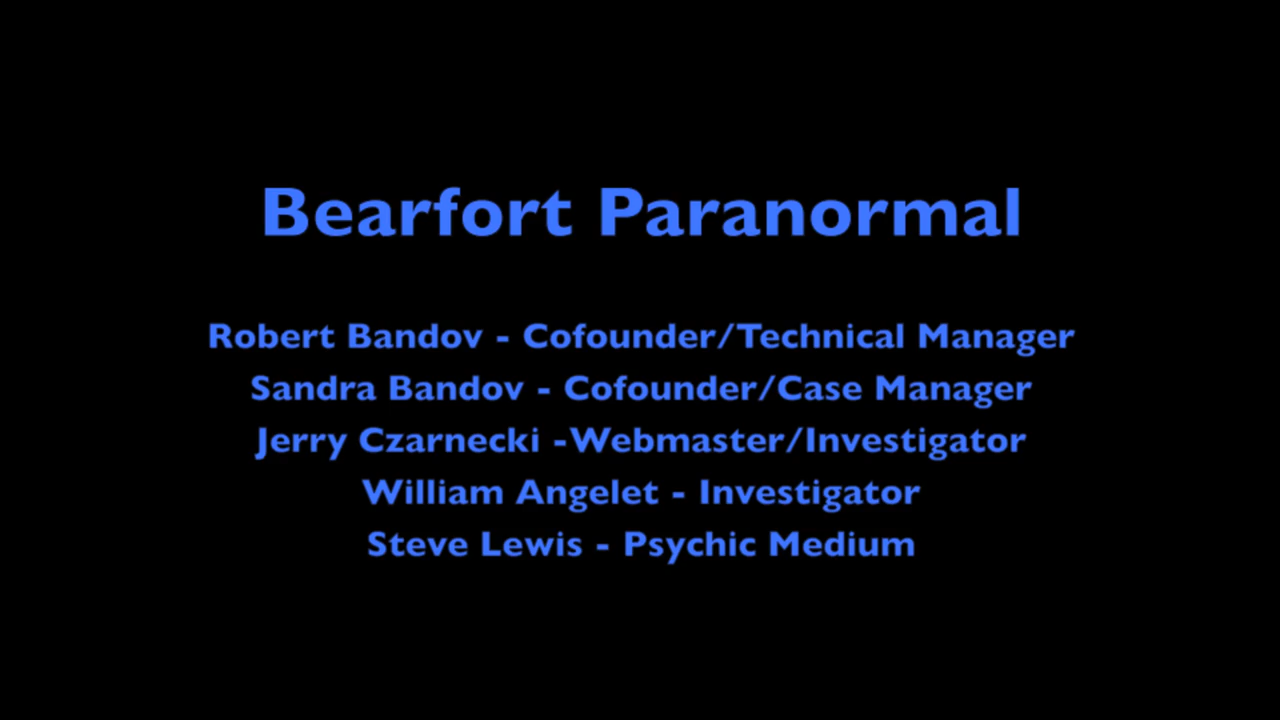 Bearfort Paranormal
Robert Bandov - Cofounder/Technical Manager
Sandra Bandov - Cofounder/Case Manager
Jerry Czarnecki -Webmaster/Investigator
William Angelet - Investigator
Steve Lewis - Psychic Medium